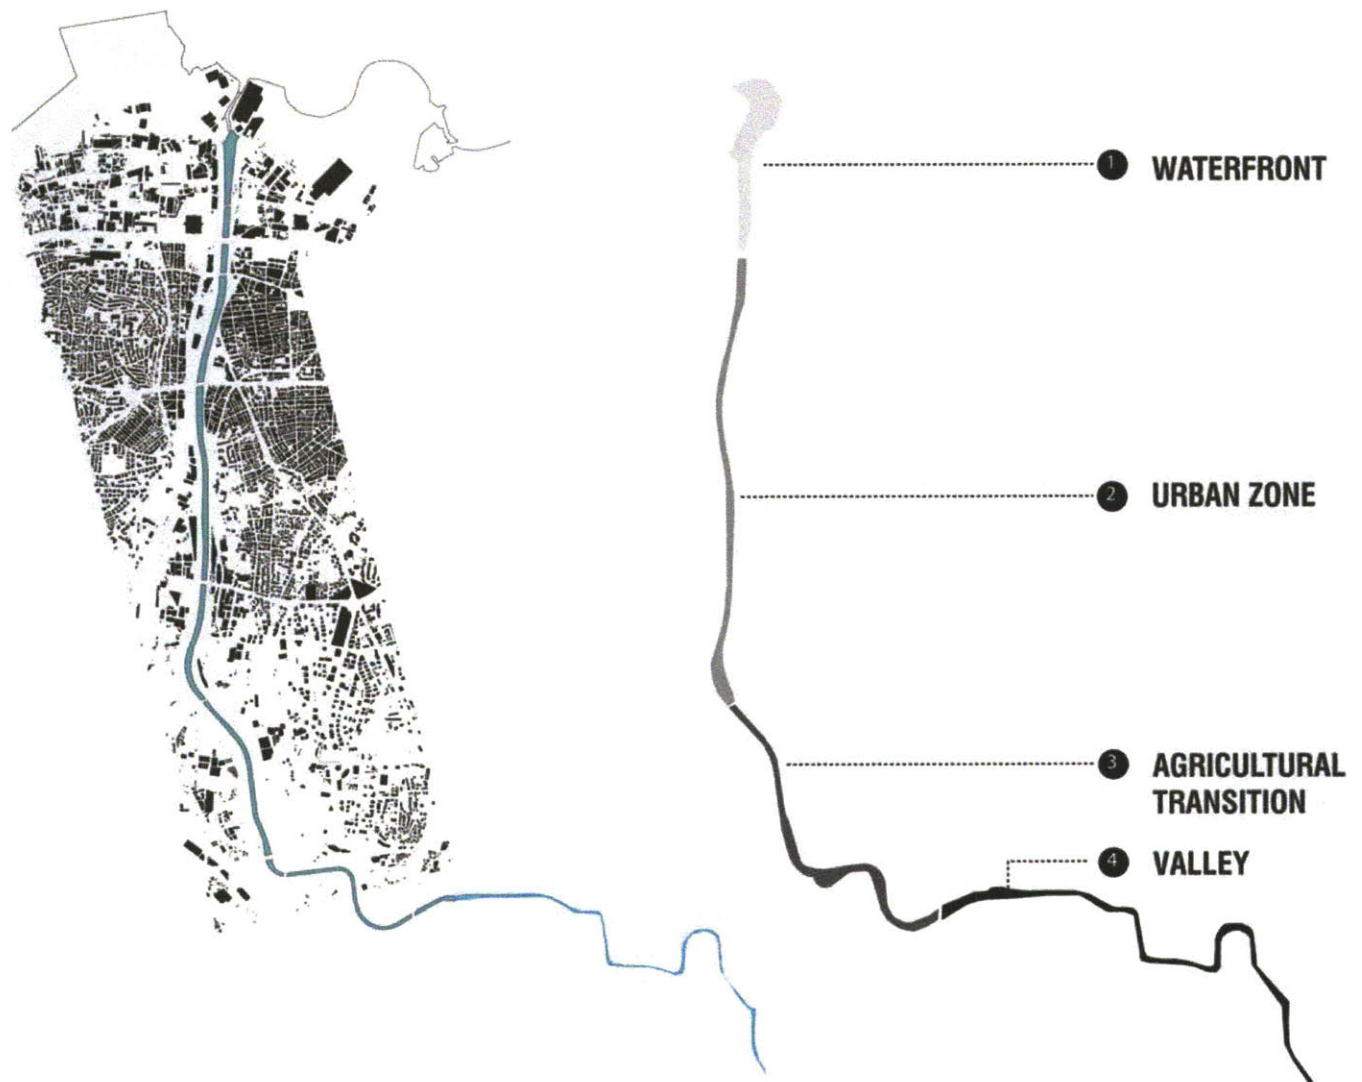 1 WATERFRONT
2 URBAN ZONE
3 AGRICULTURAL
TRANSITION
4 VALLEY